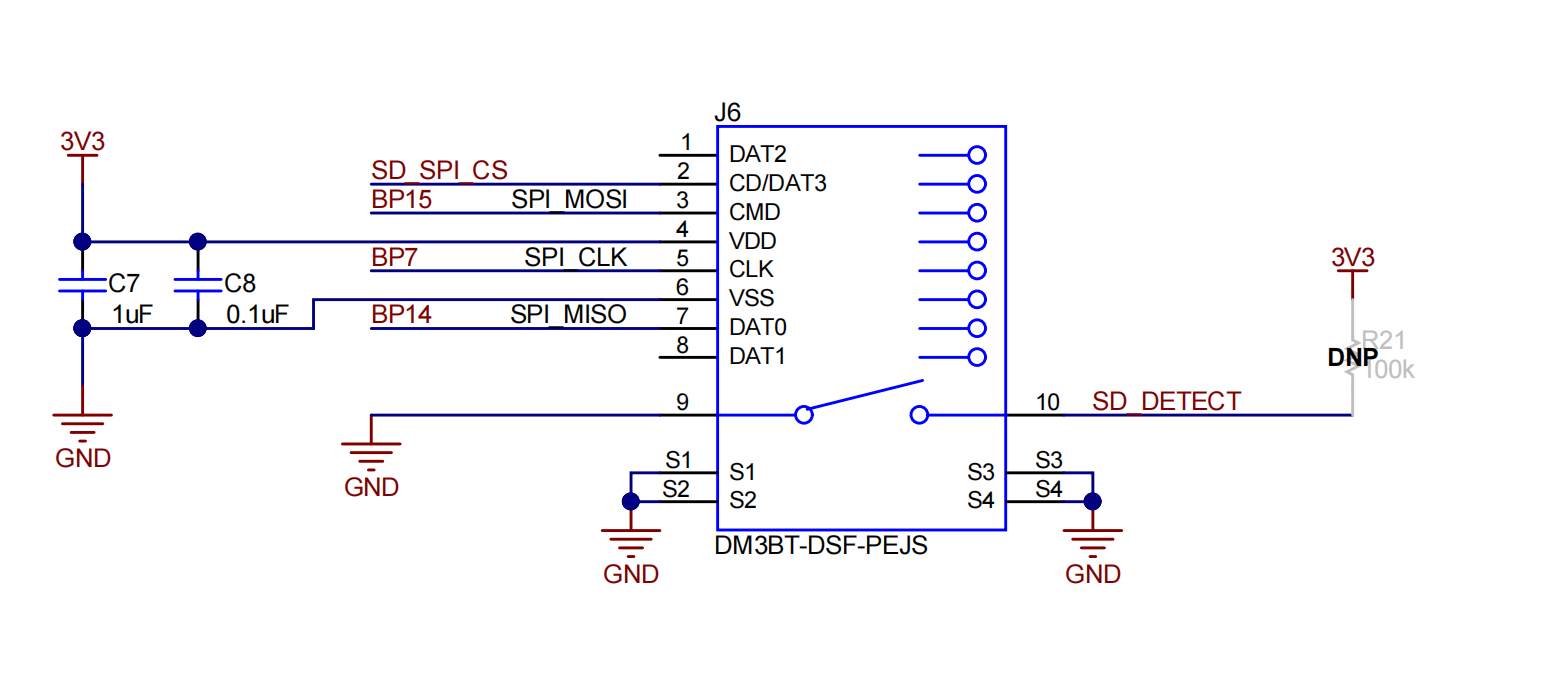 J6
3V3
1 DAT2
SD_SPI_CS 2 CD/DAT3
BP15 SPI_MOSI 3 CMD
4 VDD
BP7 SPI_CLK 5 CLK
3V3
C7 C8 6 VSS
1uF 0.1uF BP14 SPI_MISO 7 DAT0
R21
8 DAT1
DNP
100k
9 10 SD_DETECT
GND
S1 S1 S3 S3
GND S2 S2 S4 S4
DM3BT-DSF-PEJS
GND GND